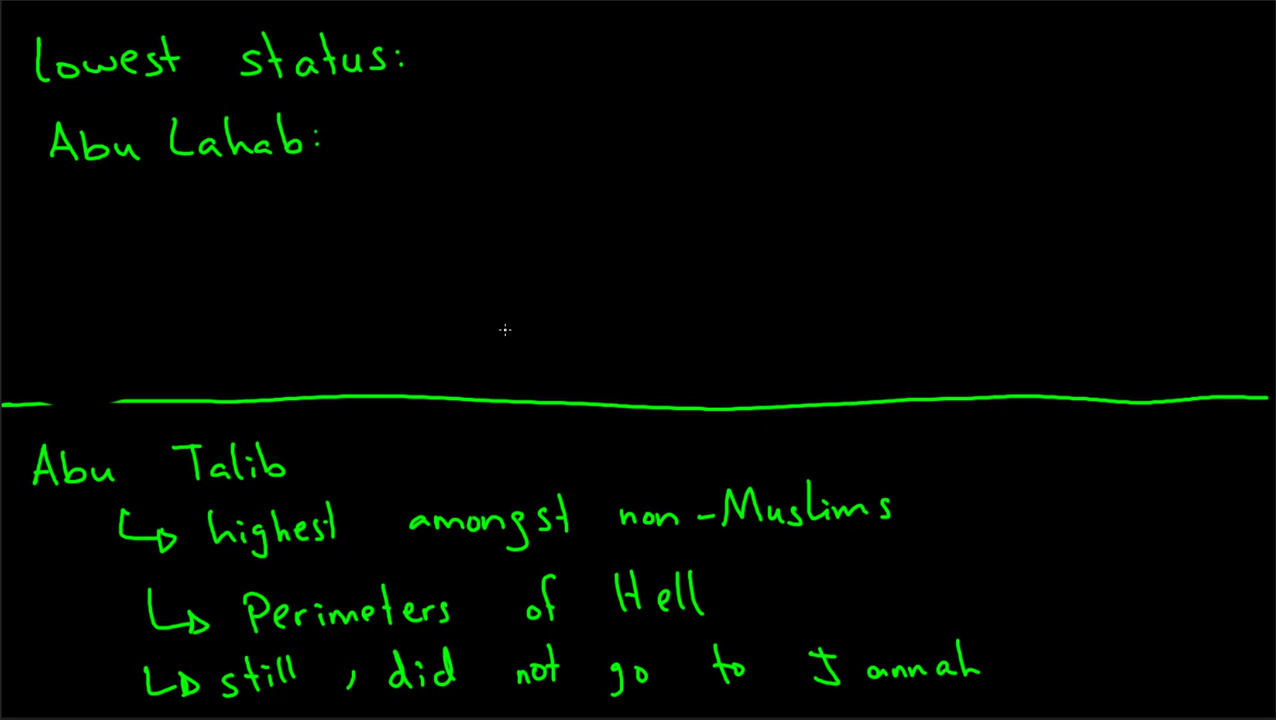 Lowest status:
Abu Lahab:
Abu Talib
highest amongst non-Muslims
Perimeters of Hell
still, did not go to Jannah